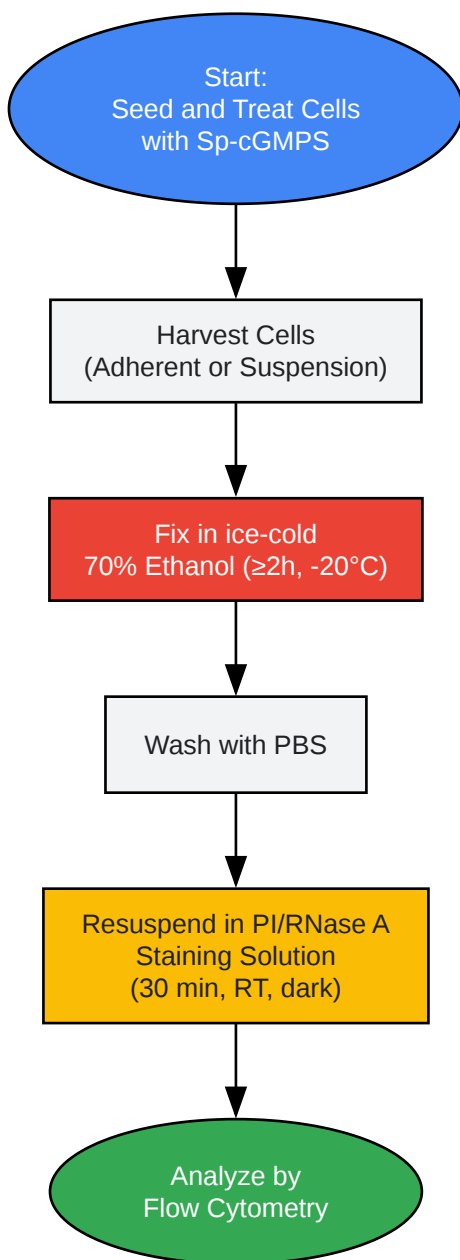 Start:
Seed and Treat Cells
with Sp-cGMPS
Harvest Cells
(Adherent or Suspension)
Fix in ice-cold
70% Ethanol (≥2h, -20°C)
Wash with PBS
Resuspend in PI/RNase A
Staining Solution
(30 min, RT, dark)
Analyze by
Flow Cytometry